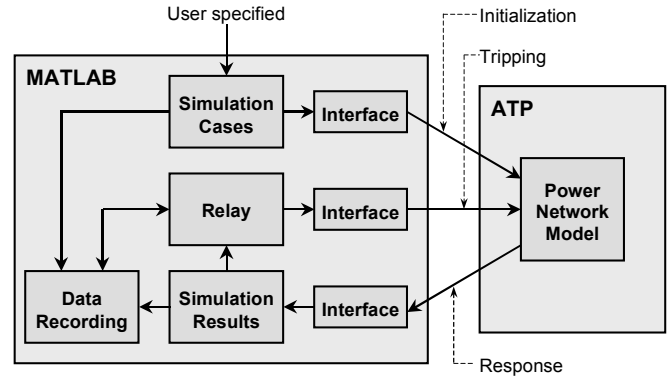 User specified
Initialization
Tripping
MATLAB
ATP
Simulation
Cases
Interface
Relay
Interface
Power
Network
Model
Data
Recording
Simulation
Results
Interface
Response